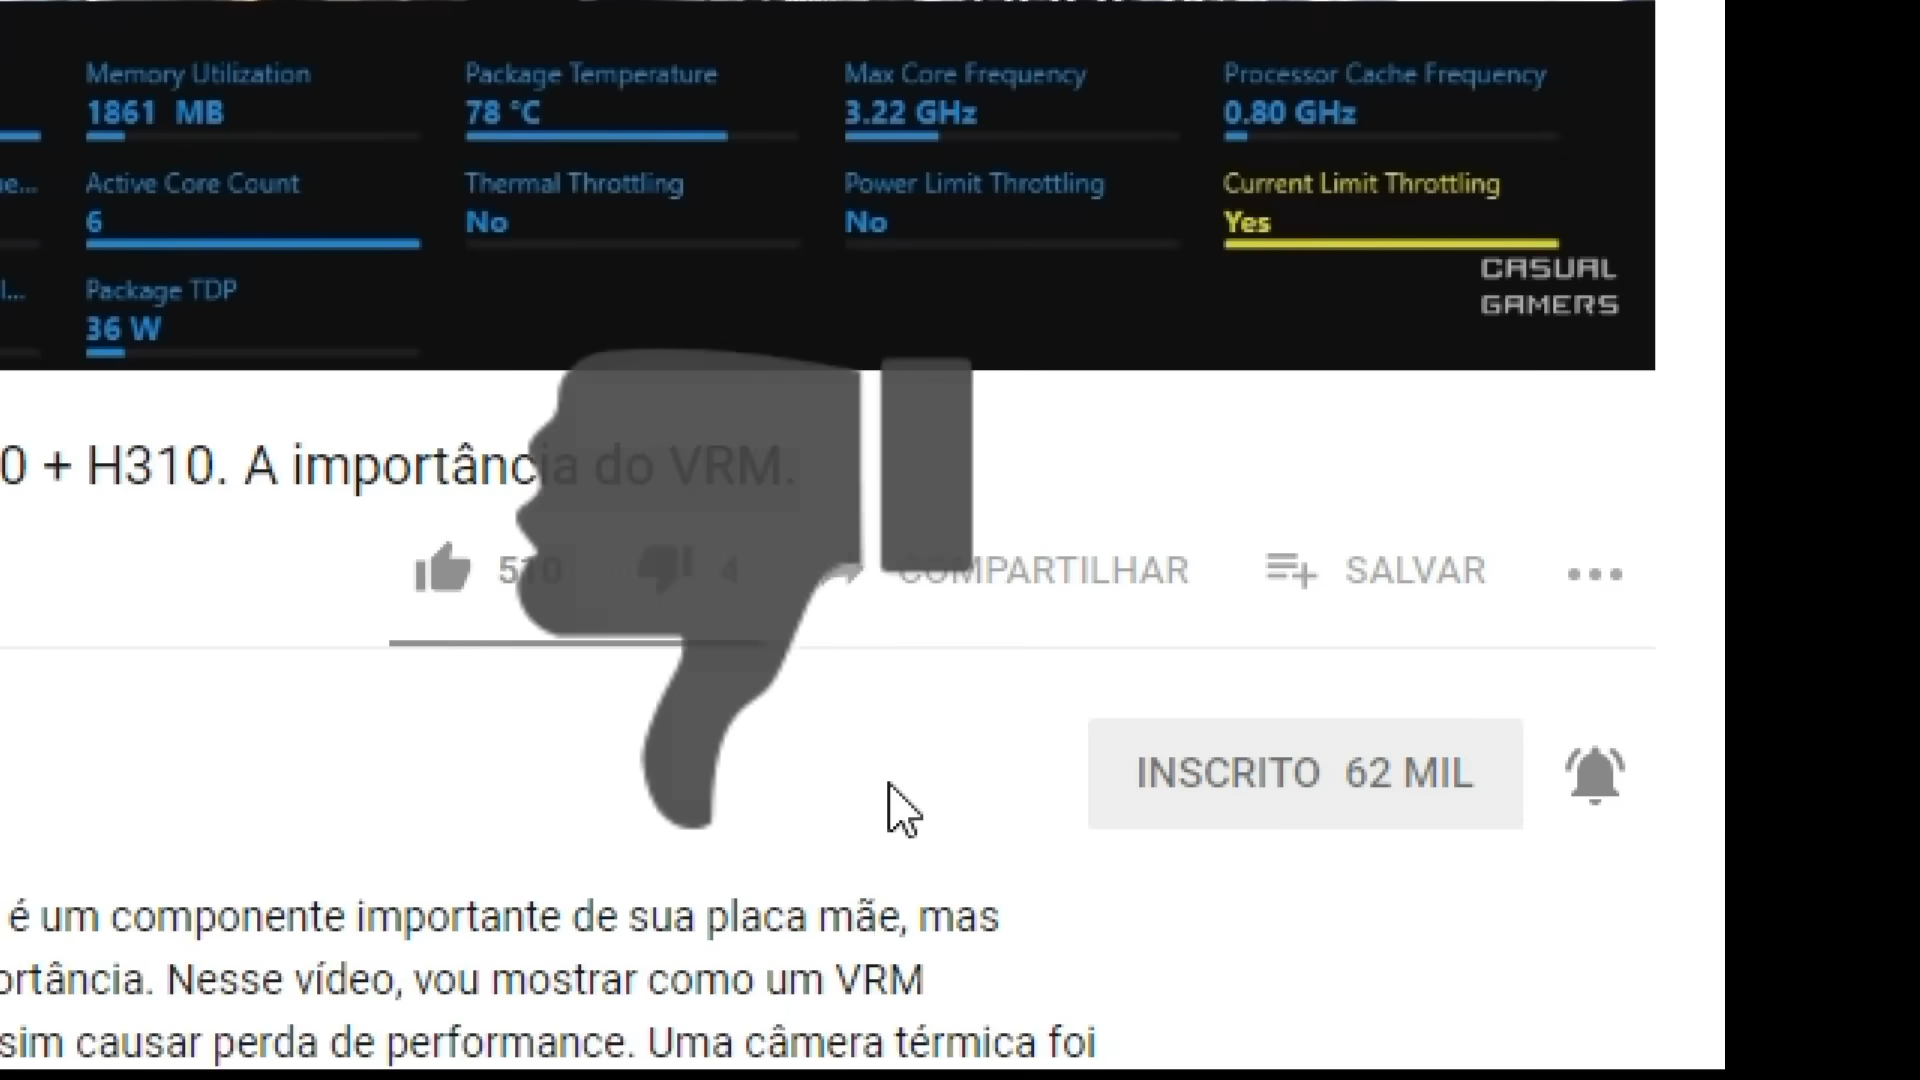 Memory Utilization
1861 MB
Package Temperature
78 °C
Max Core Frequency
3.22 GHz
Processor Cache Frequency
0.80 GHz
ue...
Active Core Count
6
Thermal Throttling
No
Power Limit Throttling
No
Current Limit Throttling
Yes
l...
Package TDP
36 W
CASUAL
GAMERS
0 + H310. A importância do VRM.
510 4 COMPARTILHAR SALVAR
INSCRITO 62 MIL
é um componente importante de sua placa mãe, mas
ortância. Nesse vídeo, vou mostrar como um VRM
sim causar perda de performance. Uma câmera térmica foi